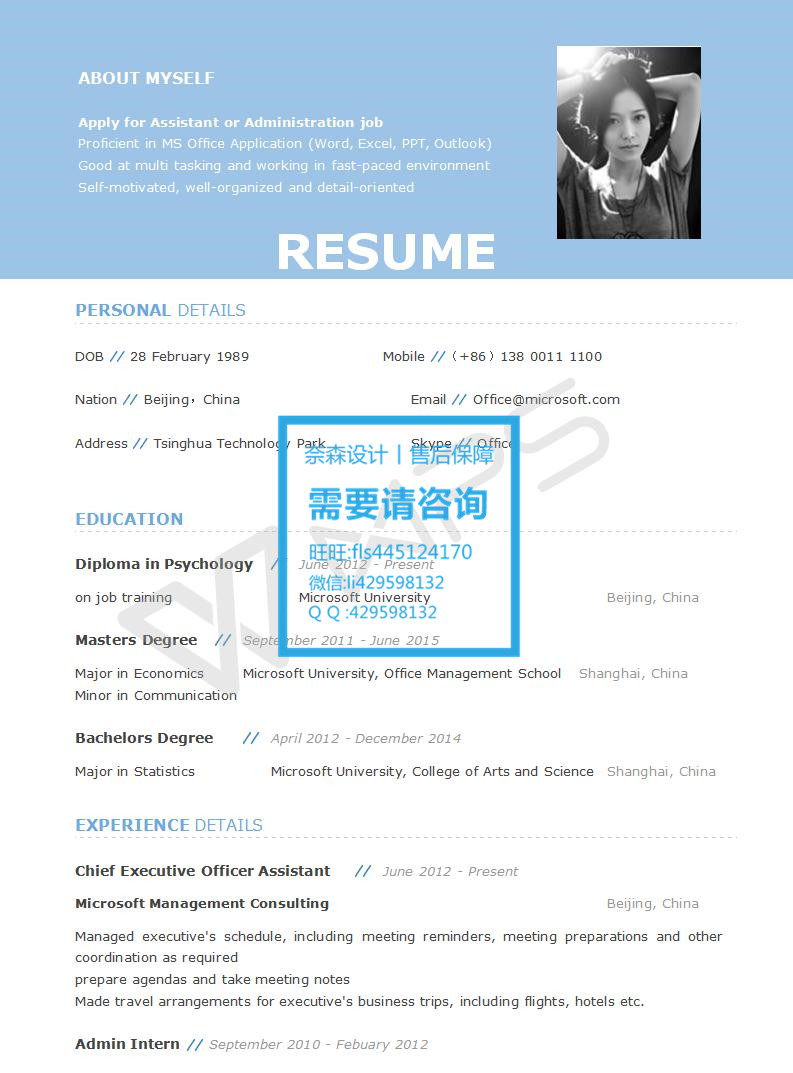 ABOUT MYSELF
Apply for Assistant or Administration job
Proficient in MS Office Application (Word, Excel, PPT, Outlook)
Good at multi tasking and working in fast-paced environment
Self-motivated, well-organized and detail-oriented
RESUME
PERSONAL DETAILS
DOB // 28 February 1989
Mobile //（+86）138 0011 1100
Nation // Beijing，China
Email // Office@microsoft.com
Address // Tsinghua Technology Park
Skype // Office
奈森设计丨售后保障
需要请咨询
旺旺:fls445124170
微信:li429598132
Q Q :429598132
EDUCATION
Diploma in Psychology // June 2012 - Present
on job training Microsoft University Beijing, China
Masters Degree // September 2011 - June 2015
Major in Economics Microsoft University, Office Management School Shanghai, China
Minor in Communication
Bachelors Degree // April 2012 - December 2014
Major in Statistics Microsoft University, College of Arts and Science Shanghai, China
EXPERIENCE DETAILS
Chief Executive Officer Assistant // June 2012 - Present
Microsoft Management Consulting Beijing, China
Managed executive's schedule, including meeting reminders, meeting preparations and other
coordination as required
prepare agendas and take meeting notes
Made travel arrangements for executive's business trips, including flights, hotels etc.
Admin Intern // September 2010 - Febuary 2012